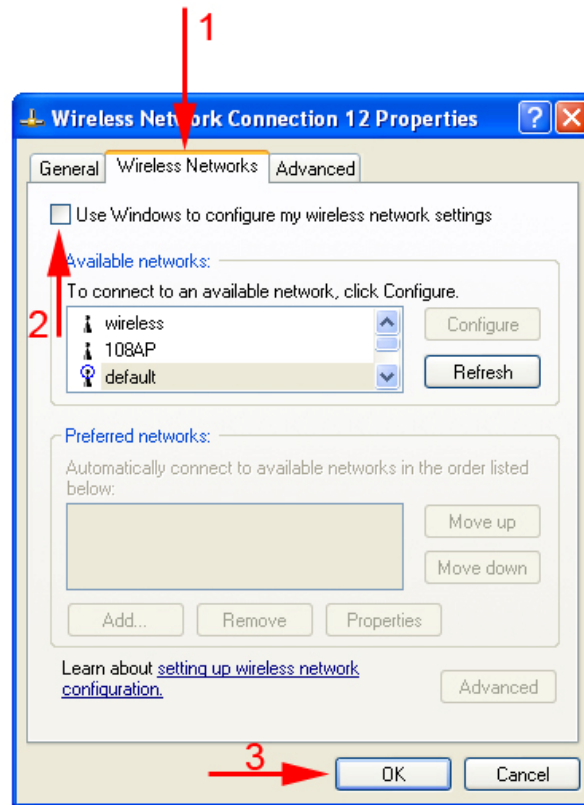 1
Wireless Network Connection 12 Properties
General Wireless Networks Advanced
Use Windows to configure my wireless network settings
2
Available networks:
To connect to an available network, click Configure.
wireless
108AP
default
Configure
Refresh
Preferred networks:
Automatically connect to available networks in the order listed
below:
Move up
Move down
Add... Remove Properties
Learn about setting up wireless network
configuration.
Advanced
3
OK Cancel